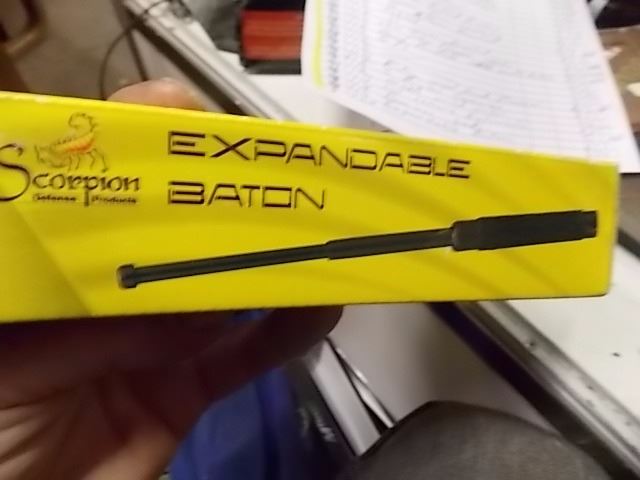 Scorpion
Defense Products
EXPANDABLE
BATON